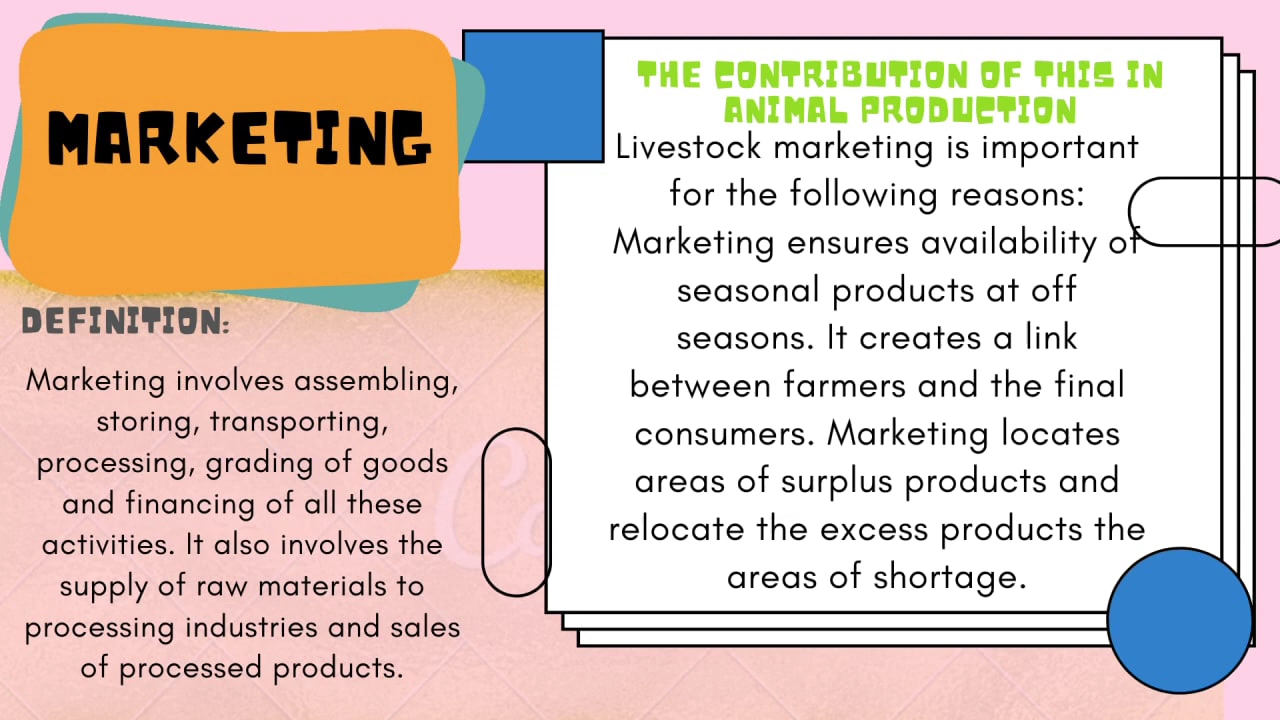 MARKETING
DEFINITION:
Marketing involves assembling,
storing, transporting,
processing, grading of goods
and financing of all these
activities. It also involves the
supply of raw materials to
processing industries and sales
of processed products.
THE CONTRIBUTION OF THIS IN
ANIMAL PRODUCTION
Livestock marketing is important
for the following reasons:
Marketing ensures availability of
seasonal products at off
seasons. It creates a link
between farmers and the final
consumers. Marketing locates
areas of surplus products and
relocate the excess products the
areas of shortage.